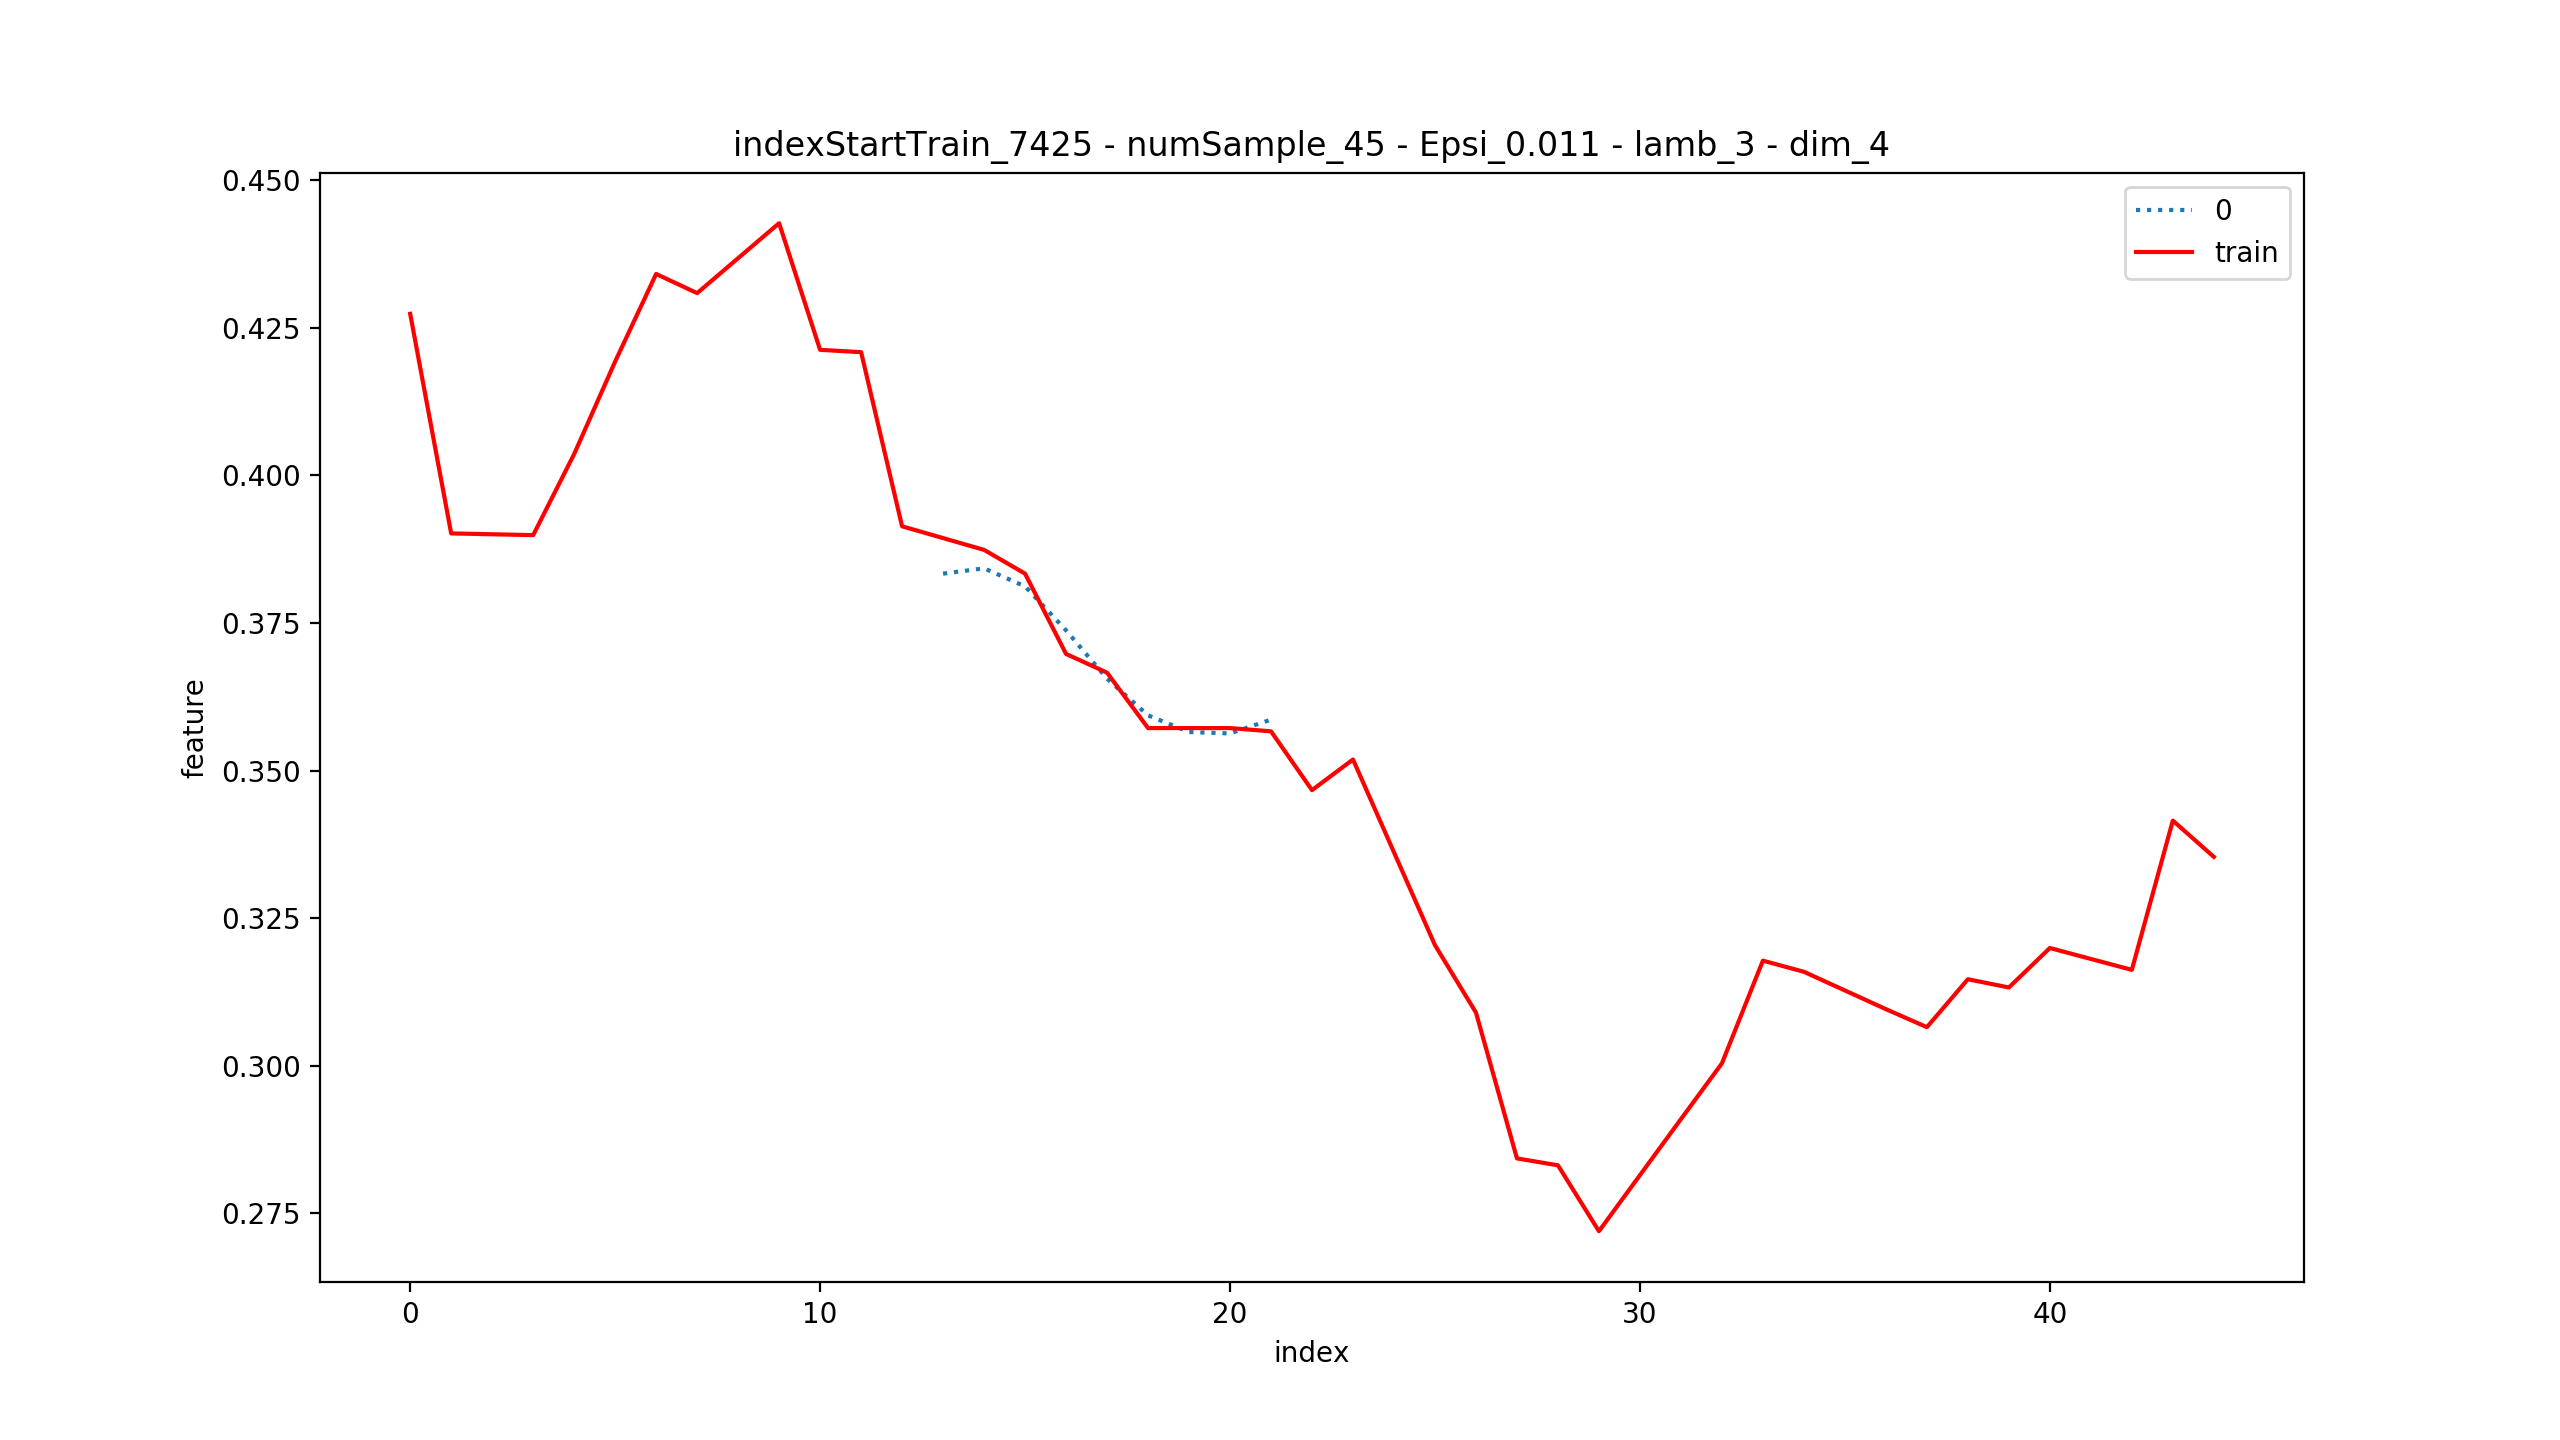 indexStartTrain_7425 - numSample_45 - Epsi_0.011 - lamb_3 - dim_4
0
train
0.450
0.425
0.400
0.375
0.350
0.325
0.300
0.275
feature
0 10 20 30 40
index